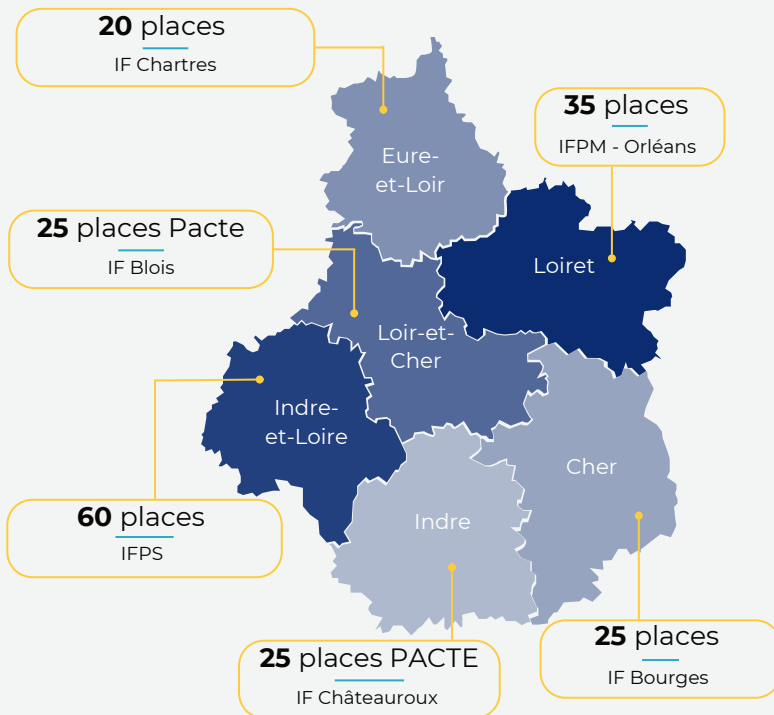 20 places
IF Chartres
35 places
IFPM - Orléans
Eure-
et-Loir
25 places Pacte
IF Blois
Loiret
Loir-et-
Cher
Indre-
et-Loire
Cher
60 places
IFPS
Indre
25 places PACTE
IF Châteauroux
25 places
IF Bourges